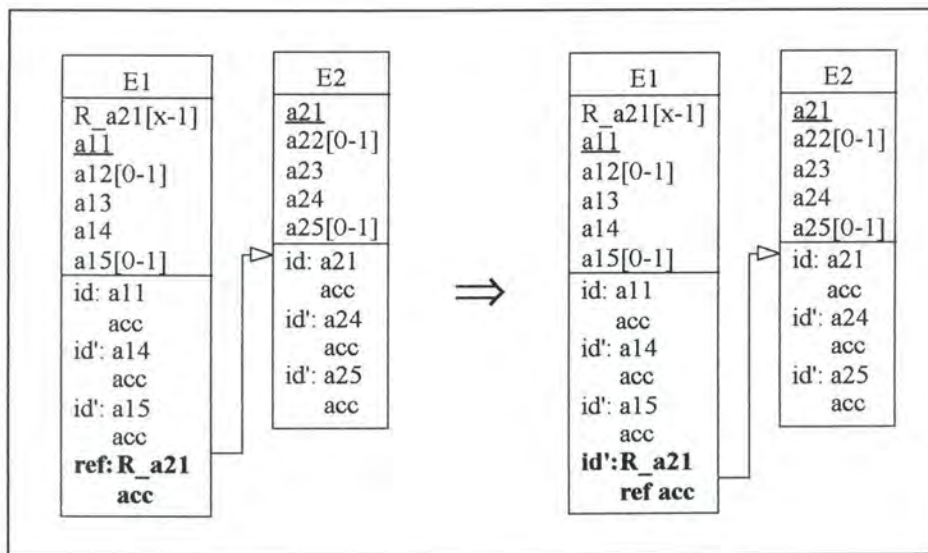 E1
R_a21[x-1]
a11
a12[0-1]
a13
a14
a15[0-1]
id: a11
acc
id': a14
acc
id': a15
acc
ref: R_a21
acc
E2
a21
a22[0-1]
a23
a24
a25[0-1]
id: a21
acc
id': a24
acc
id': a25
acc
⇒
E1
R_a21[x-1]
a11
a12[0-1]
a13
a14
a15[0-1]
id: a11
acc
id': a14
acc
id': a15
acc
id': R_a21
ref acc
E2
a21
a22[0-1]
a23
a24
a25[0-1]
id: a21
acc
id': a24
acc
id': a25
acc